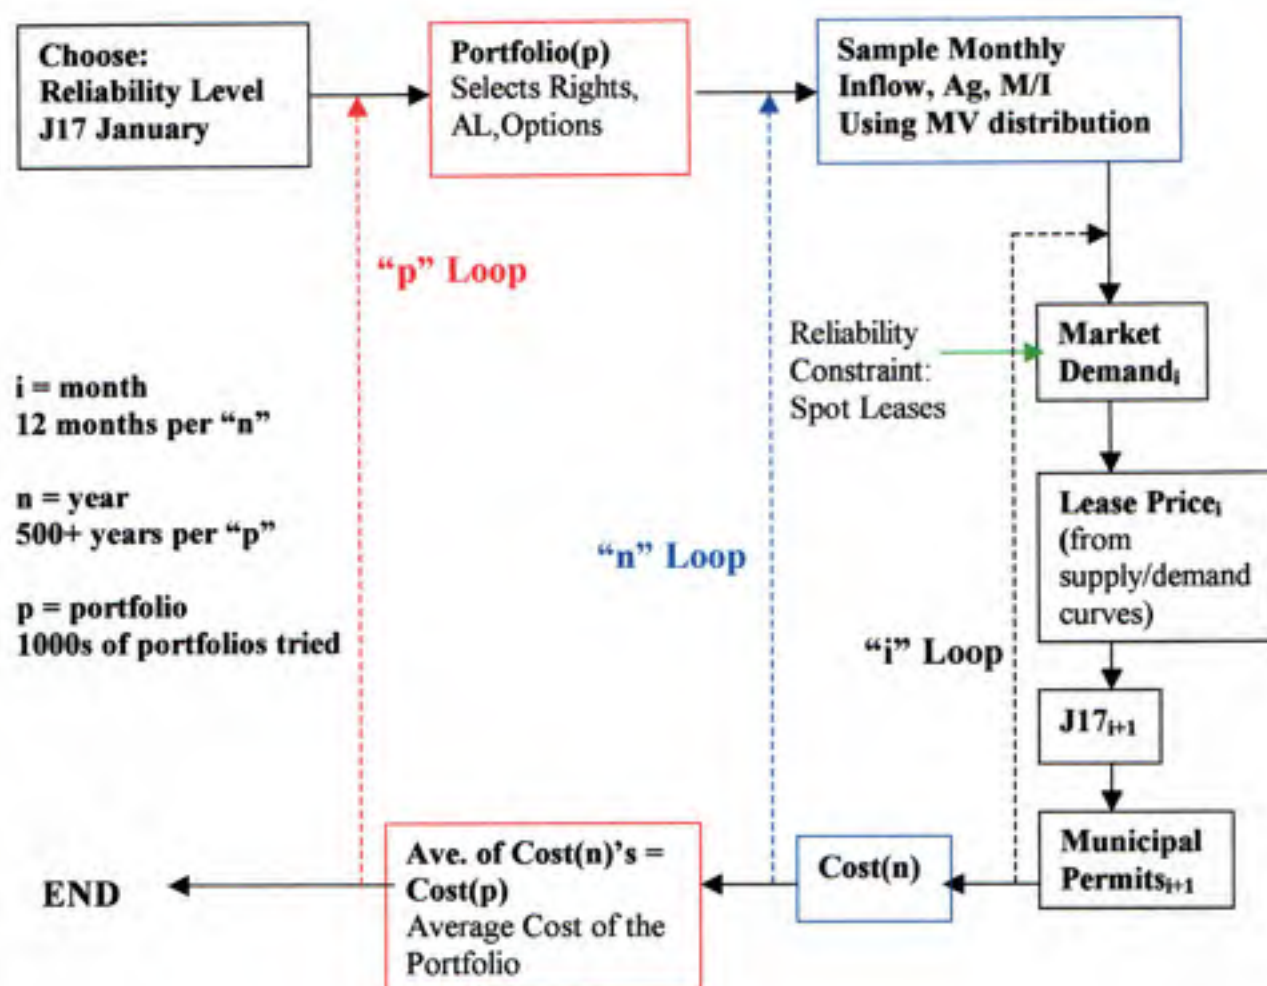 Choose:
Reliability Level
J17 January
Portfolio(p)
Selects Rights,
AL,Options
Sample Monthly
Inflow, Ag, M/I
Using MV distribution
“p” Loop
Reliability
Constraint:
Spot Leases
Market
Demandᵢ
i = month
12 months per “n”
n = year
500+ years per “p”
p = portfolio
1000s of portfolios tried
“n” Loop
Lease Priceᵢ
(from
supply/demand
curves)
“i” Loop
J17ᵢ₊₁
Municipal
Permitsᵢ₊₁
Cost(n)
Ave. of Cost(n)’s =
Cost(p)
Average Cost of the
Portfolio
END